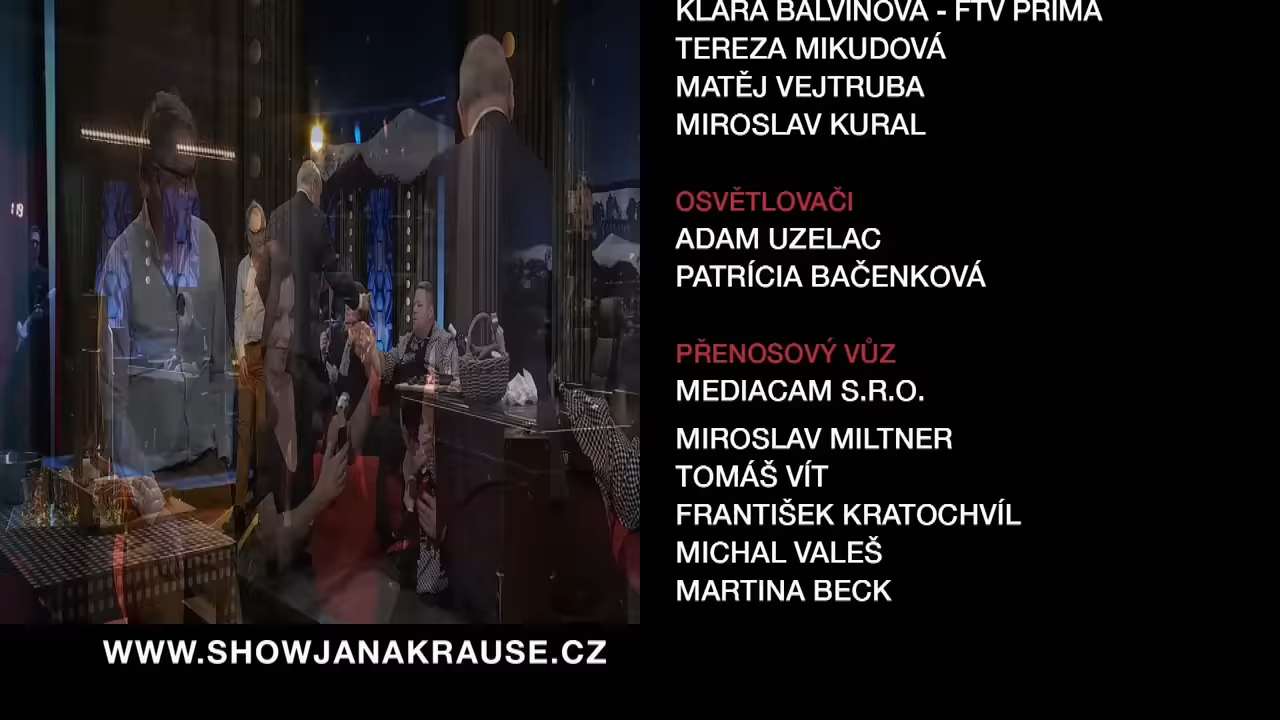 KLÁRA BALVÍNOVÁ - FTV PRIMA
TEREZA MIKUDOVÁ
MATĚJ VEJTRUBA
MIROSLAV KURAL
OSVĚTLOVAČI
ADAM UZELAC
PATRÍCIA BAČENKOVÁ
PŘENOSOVÝ VŮZ
MEDIACAM S.R.O.
MIROSLAV MILTNER
TOMÁŠ VÍT
FRANTIŠEK KRATOCHVÍL
MICHAL VALEŠ
MARTINA BECK
WWW.SHOWJANAKRAUSE.CZ